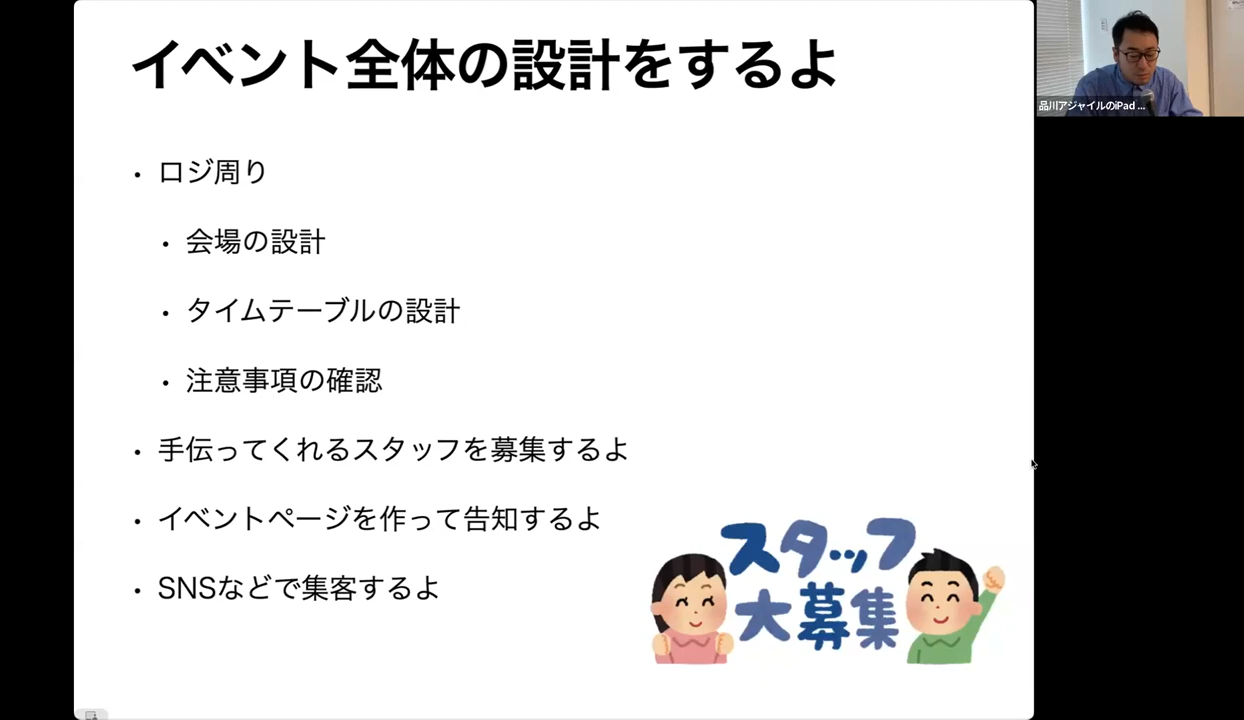 イベント全体の設計をするよ
品川アジャイルのiPad ...
• ロジ周り
• 会場の設計
• タイムテーブルの設計
• 注意事項の確認
• 手伝ってくれるスタッフを募集するよ
• イベントページを作って告知するよ
• SNSなどで集客するよ
スタッフ
大募集